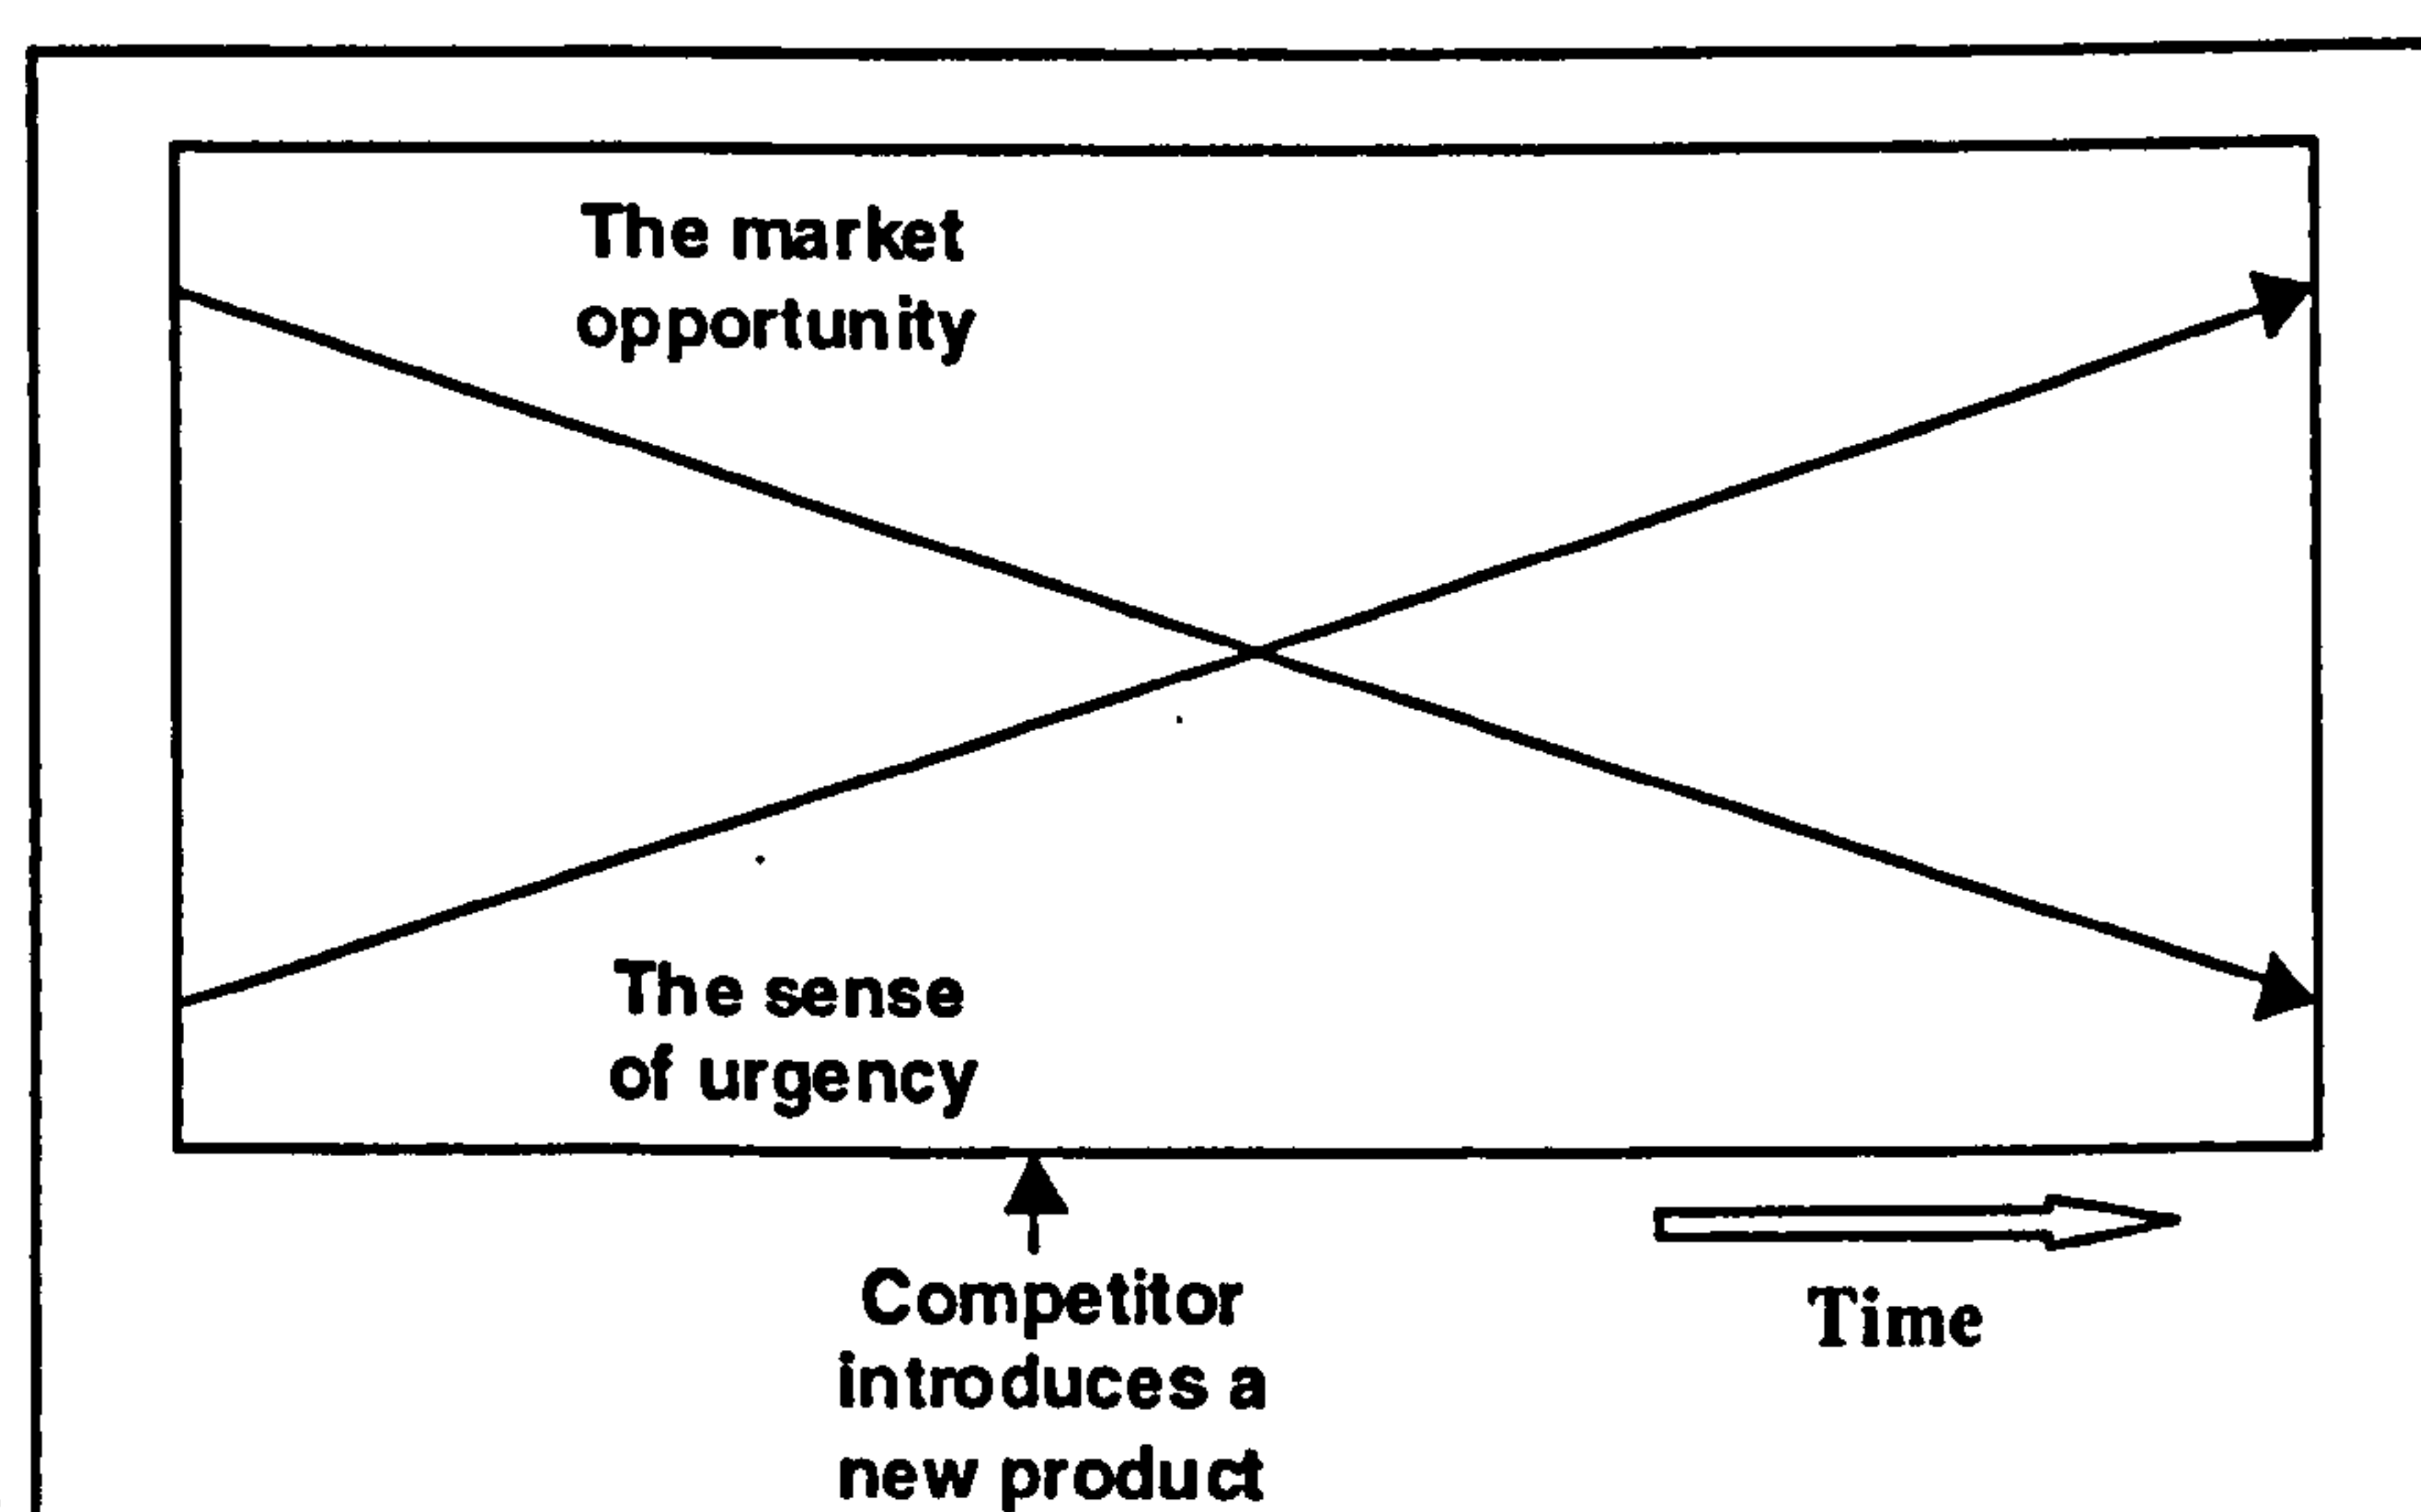 The market
opportunity
The sense
of urgency
Competitor
introduces a
new product
Time